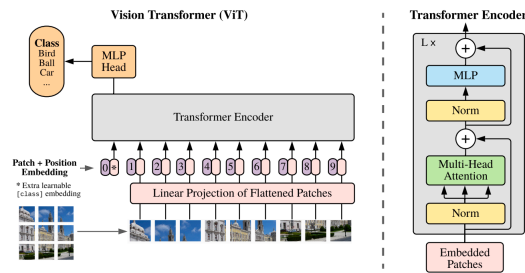 Vision Transformer (ViT)
Class
Bird
Ball
Car
...
MLP
Head
Transformer Encoder
Patch + Position
Embedding
0 * 1 2 3 4 5 6 7 8 9
* Extra learnable
[class] embedding
Linear Projection of Flattened Patches
Transformer Encoder
L x
+
MLP
Norm
+
Multi-Head
Attention
Norm
Embedded
Patches